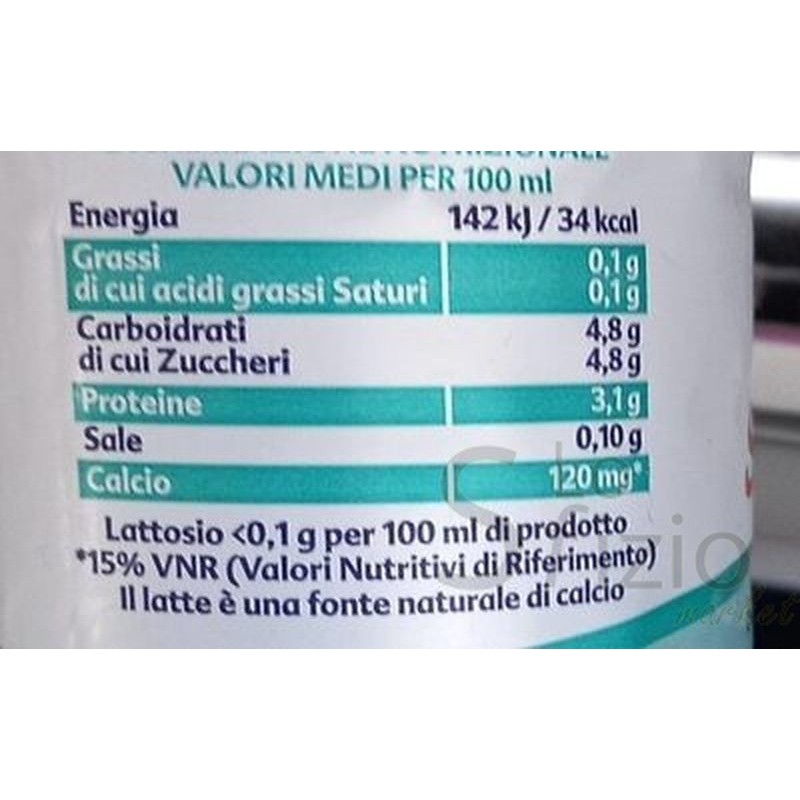 VALORI MEDI PER 100 ml
Energia 142 kJ / 34 kcal
Grassi 0,1 g
di cui acidi grassi Saturi 0,1 g
Carboidrati 4,8 g
di cui Zuccheri 4,8 g
Proteine 3,1 g
Sale 0,10 g
Calcio 120 mg*
Lattosio <0,1 g per 100 ml di prodotto
*15% VNR (Valori Nutritivi di Riferimento)
Il latte è una fonte naturale di calcio
Lo
Sfizio
market